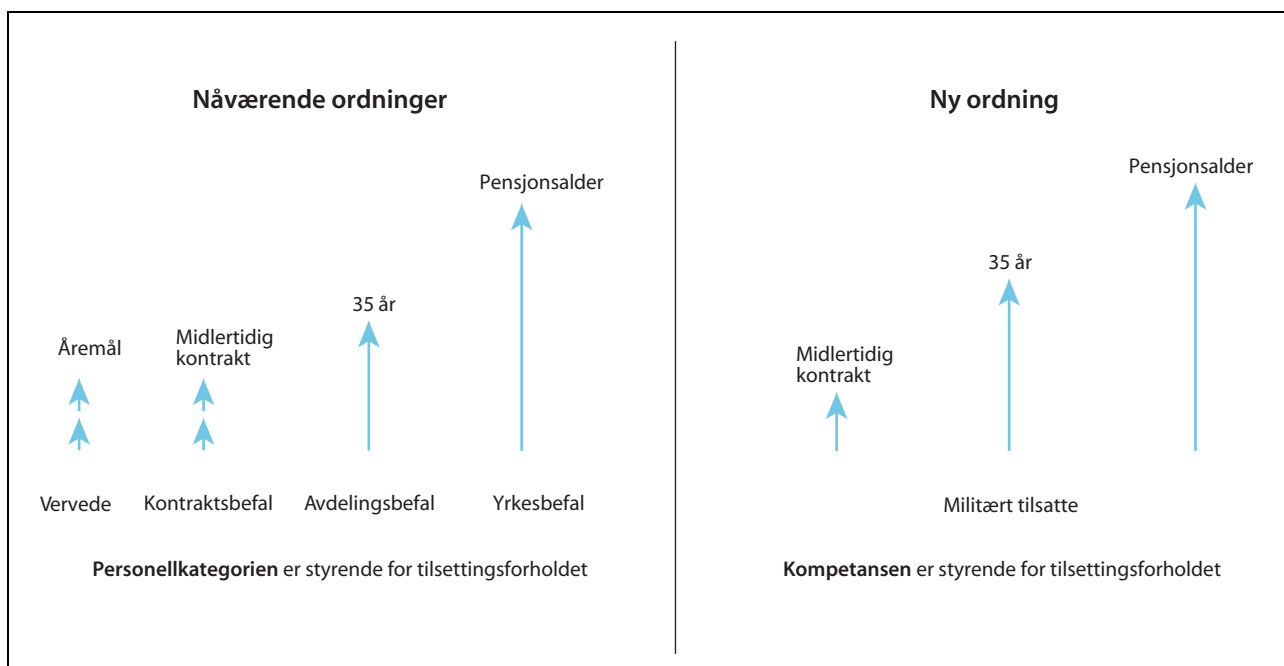 Nåværende ordninger
Pensjonsalder
35 år
Åremål
Midlertidig
kontrakt
Vervede
Kontraktsbefal
Avdelingsbefal
Yrkesbefal
Personellkategorien er styrende for tilsettingsforholdet
Ny ordning
Pensjonsalder
35 år
Midlertidig
kontrakt
Militært tilsatte
Kompetansen er styrende for tilsettingsforholdet